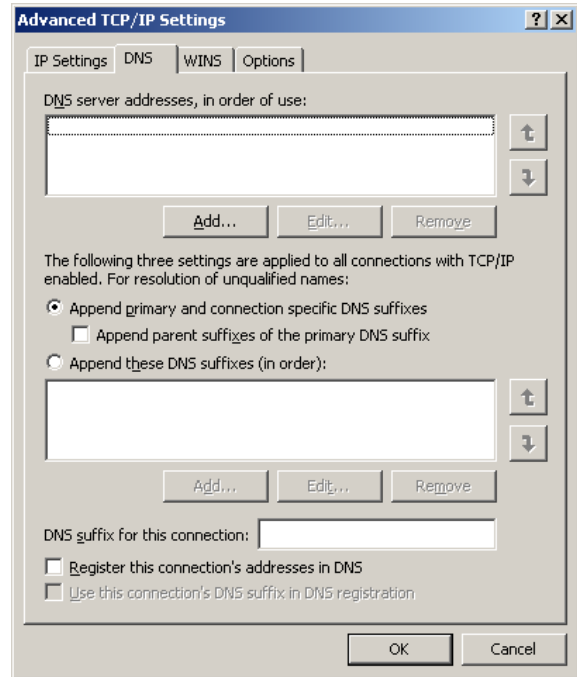 Advanced TCP/IP Settings
IP Settings DNS WINS Options
DNS server addresses, in order of use:
Add... Edit... Remove
The following three settings are applied to all connections with TCP/IP
enabled. For resolution of unqualified names:
Append primary and connection specific DNS suffixes
Append parent suffixes of the primary DNS suffix
Append these DNS suffixes (in order):
Add... Edit... Remove
DNS suffix for this connection:
Register this connection's addresses in DNS
Use this connection's DNS suffix in DNS registration
OK Cancel